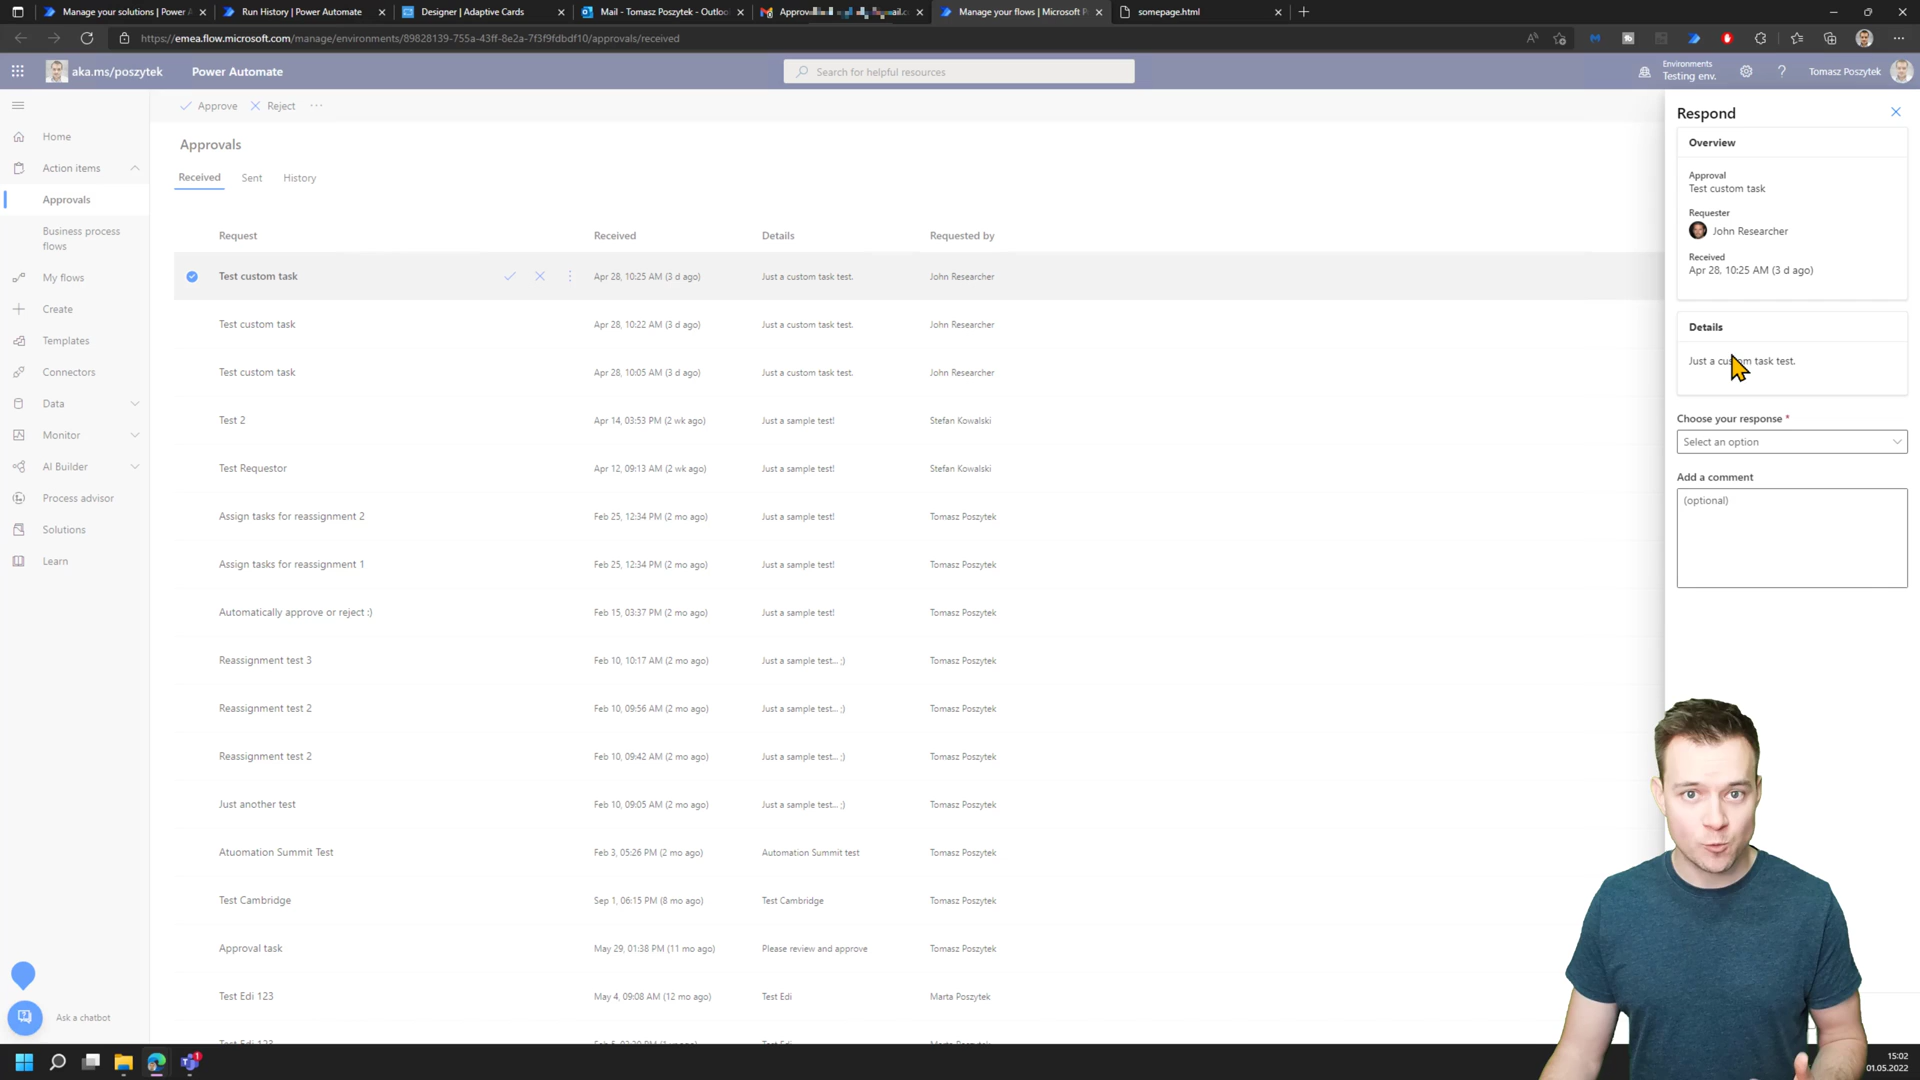 Manage your solutions | Power A
Run History | Power Automate
Designer | Adaptive Cards
Mail - Tomasz Poszytek - Outloo
Manage your flows | Microsoft P
somepage.html
https://emea.flow.microsoft.com/manage/environments/89828139-755a-43ff-8e2a-7f3f9fdbdf10/approvals/received
aka.ms/poszytek
Power Automate
Search for helpful resources
Environments
Testing env.
Tomasz Poszytek
Approve
Reject
Home
Action items
Approvals
Business process
flows
My flows
Create
Templates
Connectors
Data
Monitor
AI Builder
Process advisor
Solutions
Learn
Ask a chatbot
Approvals
Received
Sent
History
Request Received Details Requested by
Test custom task Apr 28, 10:25 AM (3 d ago) Just a custom task test. John Researcher
Test custom task Apr 28, 10:22 AM (3 d ago) Just a custom task test. John Researcher
Test custom task Apr 28, 10:05 AM (3 d ago) Just a custom task test. John Researcher
Test 2 Apr 14, 03:53 PM (2 wk ago) Just a sample test! Stefan Kowalski
Test Requestor Apr 12, 09:13 AM (2 wk ago) Just a sample test! Stefan Kowalski
Assign tasks for reassignment 2 Feb 25, 12:34 PM (2 mo ago) Just a sample test! Tomasz Poszytek
Assign tasks for reassignment 1 Feb 25, 12:34 PM (2 mo ago) Just a sample test! Tomasz Poszytek
Automatically approve or reject :) Feb 15, 03:37 PM (2 mo ago) Just a sample test! Tomasz Poszytek
Reassignment test 3 Feb 10, 10:17 AM (2 mo ago) Just a sample test... ;) Tomasz Poszytek
Reassignment test 2 Feb 10, 09:56 AM (2 mo ago) Just a sample test... ;) Tomasz Poszytek
Reassignment test 2 Feb 10, 09:42 AM (2 mo ago) Just a sample test... ;) Tomasz Poszytek
Just another test Feb 10, 09:05 AM (2 mo ago) Just a sample test... ;) Tomasz Poszytek
Atuomation Summit Test Feb 3, 05:26 PM (2 mo ago) Automation Summit test Tomasz Poszytek
Test Cambridge Sep 1, 06:15 PM (8 mo ago) Test Cambridge Tomasz Poszytek
Approval task May 29, 01:38 PM (11 mo ago) Please review and approve Tomasz Poszytek
Test Edi 123 May 4, 09:08 AM (12 mo ago) Test Edi Marta Poszytek
Respond
Overview
Approval
Test custom task
Requester
John Researcher
Received
Apr 28, 10:25 AM (3 d ago)
Details
Just a custom task test.
Choose your response *
Select an option
Add a comment
(optional)
15:02
01.05.2022